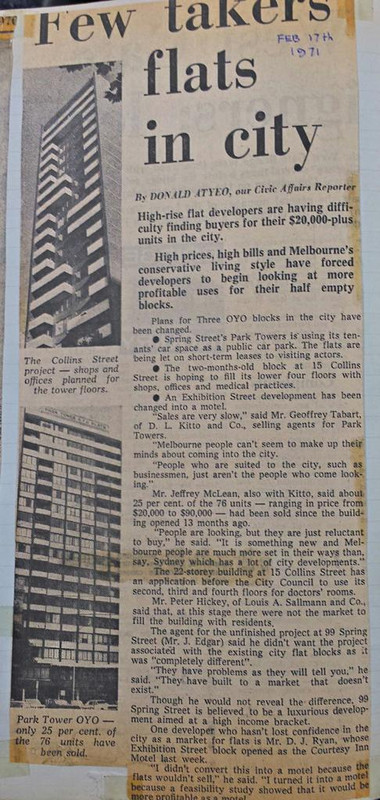 Few takers
FEB 17th
1971
flats
in city
By DONALD ATYEO, our Civic Affairs Reporter
High-rise flat developers are having diffi-
culty finding buyers for their $20,000-plus
units in the city.
High prices, high bills and Melbourne's
conservative living style have forced
developers to begin looking at more
profitable uses for their half empty
blocks.
Plans for Three OYO blocks in the city have
been changed.
● Spring Street's Park Towers is using its ten-
ants' car space as a public car park. The flats are
being let on short-term leases to visiting actors.
● The two-months-old block at 15 Collins
Street is hoping to fill its lower four floors with
shops, offices and medical practices.
● An Exhibition Street development has been
changed into a motel.
"Sales are very slow," said Mr. Geoffrey Tabart,
of D. L. Kitto and Co., selling agents for Park
Towers.
"Melbourne people can't seem to make up their
minds about coming into the city.
"People who are suited to the city, such as
businessmen, just aren't the people who come look-
ing."
Mr. Jeffrey McLean, also with Kitto, said about
25 per cent. of the 76 units — ranging in price from
$20,000 to $90,000 — had been sold since the build-
ing opened 13 months ago.
"People are looking, but they are just reluctant
to buy," he said. "It is something new and Mel-
bourne people are much more set in their ways than,
say, Sydney which has a lot of city developments."
The 22-storey building at 15 Collins Street has
an application before the City Council to use its
second, third and fourth floors for doctors' rooms.
Mr. Peter Hickey, of Louis A. Sallmann and Co.,
said that, at this stage there were not the market to
fill the building with residents.
The agent for the unfinished project at 99 Spring
Street (Mr. J. Edgar) said he didn't want the project
associated with the existing city flat blocks as it
was "completely different".
"They have problems as they will tell you," he
said. "They have built to a market that doesn't
exist."
Though he would not reveal the difference, 99
Spring Street is believed to be a luxurious develop-
ment aimed at a high income bracket.
One developer who hasn't lost confidence in the
city as a market for flats is Mr. D. J. Ryan, whose
Exhibition Street block opened as the Courtesy Inn
Motel last week.
"I didn't convert this into a motel because the
flats wouldn't sell," he said. "I turned it into a motel
because a feasibility study showed that it would be
more profitable as a motel
The Collins Street
project — shops and
offices planned for
the tower floors.
Park Tower OYO —
only 25 per cent. of
the 76 units have
been sold.